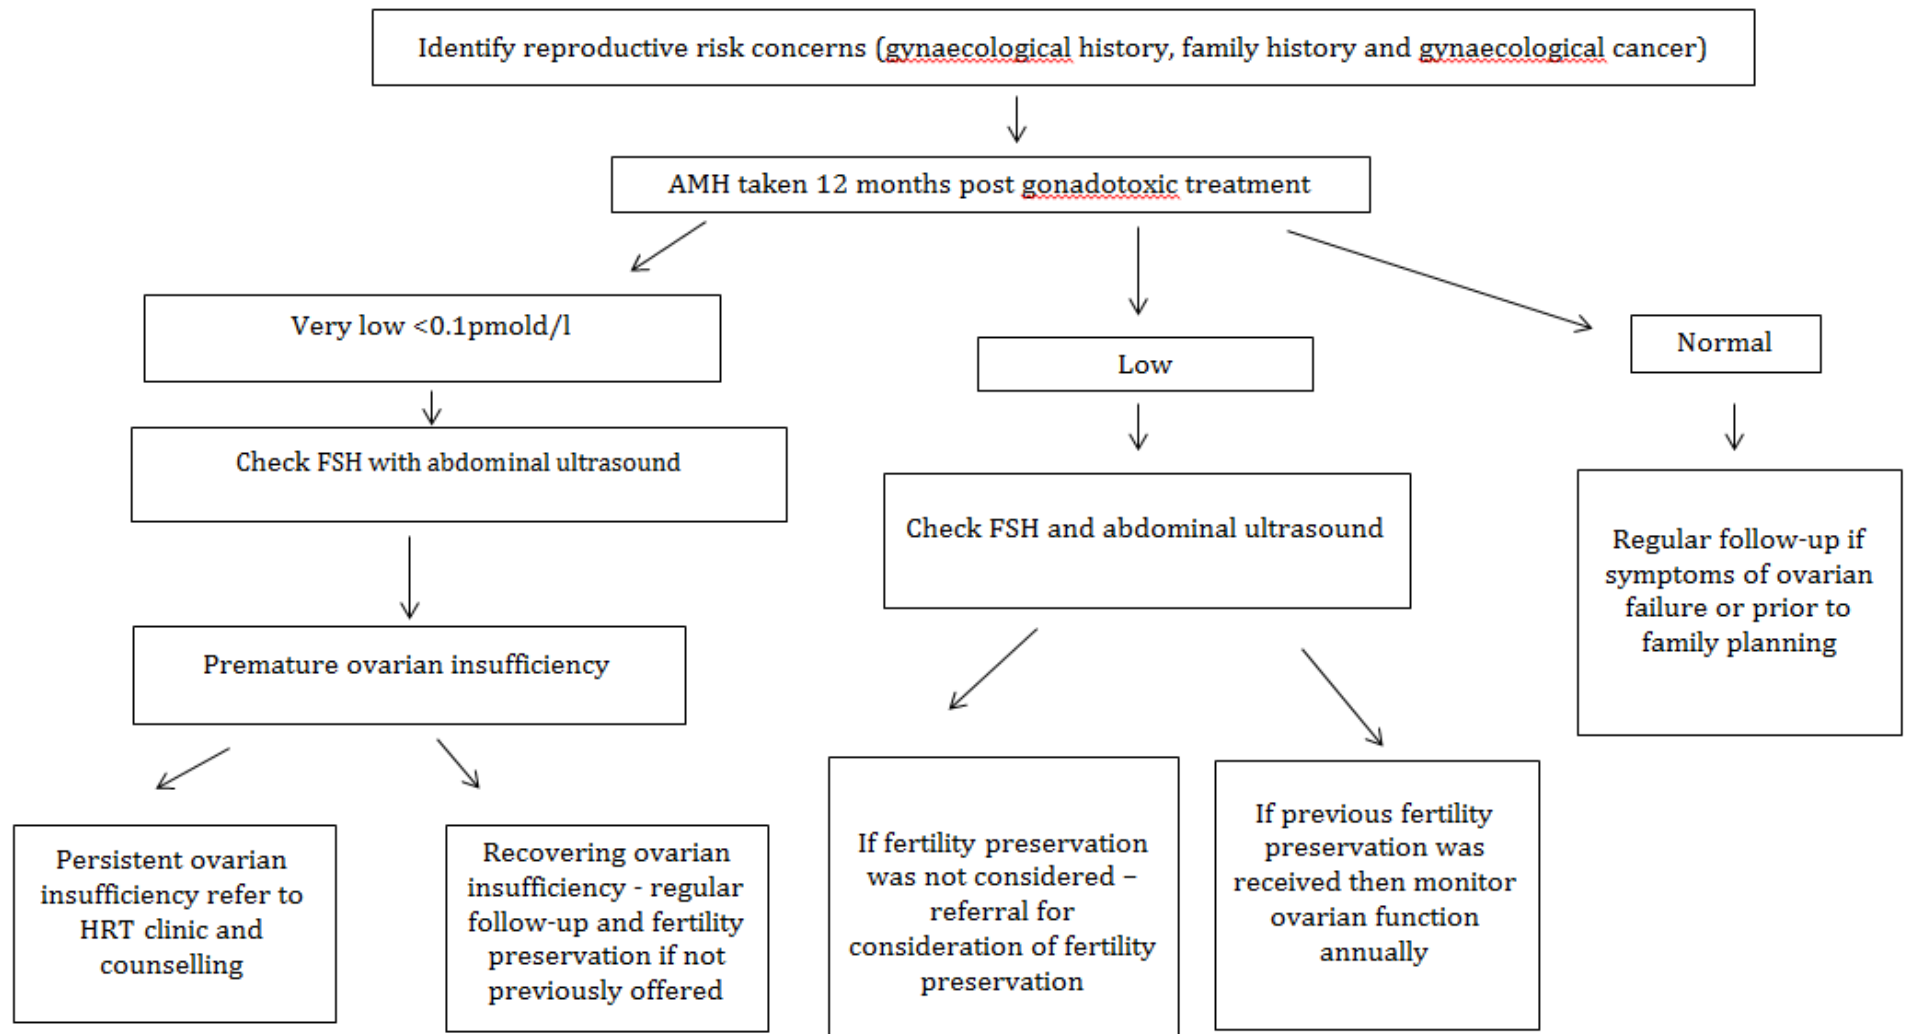 Identify reproductive risk concerns (gynaecological history, family history and gynaecological cancer)
AMH taken 12 months post gonadotoxic treatment
Very low <0.1pmold/l
Low
Normal
Check FSH with abdominal ultrasound
Check FSH and abdominal ultrasound
Regular follow-up if
symptoms of ovarian
failure or prior to
family planning
Premature ovarian insufficiency
Persistent ovarian
insufficiency refer to
HRT clinic and
counselling
Recovering ovarian
insufficiency - regular
follow-up and fertility
preservation if not
previously offered
If fertility preservation
was not considered –
referral for
consideration of fertility
preservation
If previous fertility
preservation was
received then monitor
ovarian function
annually